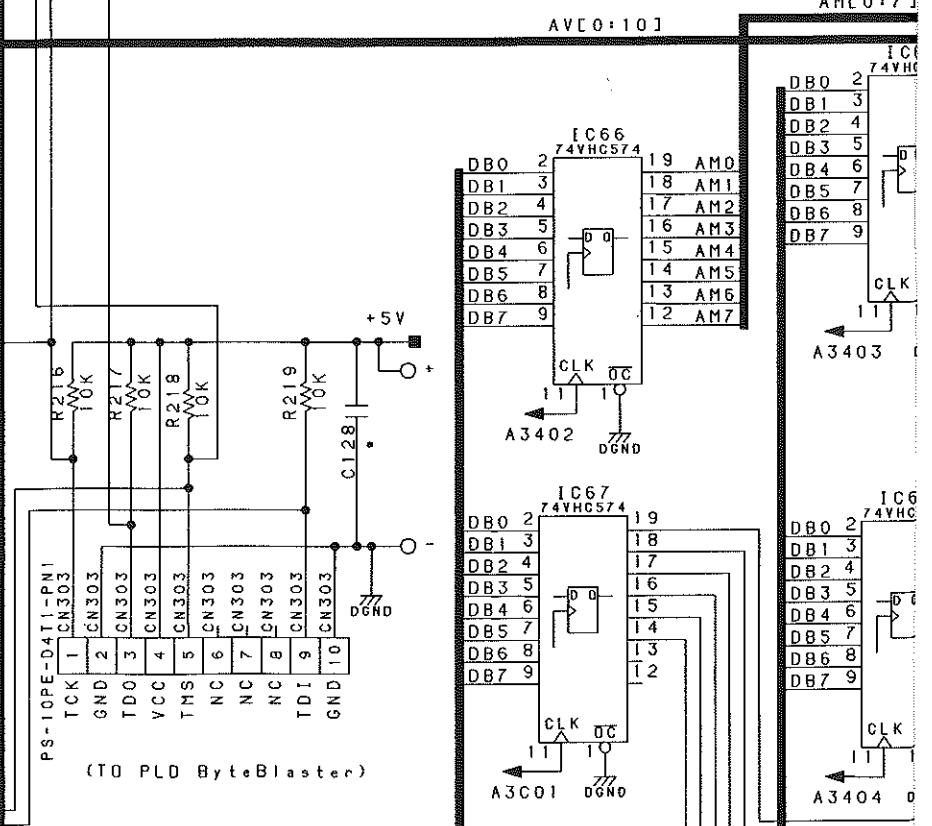 AM[0:7]
AV[0:10]
IC66
74VHC574
DB0 2 19 AM0
DB1 3 18 AM1
DB2 4 17 AM2
DB3 5 16 AM3
DB4 6 15 AM4
DB5 7 14 AM5
DB6 8 13 AM6
DB7 9 12 AM7
CLK OC
11 1
A3402
DGND
74VHC
DB0 2
DB1 3
DB2 4
DB3 5
DB4 6
DB5 7
DB6 8
DB7 9
D
CLK
11
A3403
+5V
+
R216 10K
R217 10K
R218 10K
R219 10K
C128 *
-
DGND
PS-10PE-D4T1-PN1
CN303 1 TCK
CN303 2 GND
CN303 3 TDO
CN303 4 VCC
CN303 5 TMS
CN303 6 NC
CN303 7 NC
CN303 8 NC
CN303 9 TDI
CN303 10 GND
(TO PLD ByteBlaster)
IC67
74VHC574
DB0 2 19
DB1 3 18
DB2 4 17
DB3 5 16
DB4 6 15
DB5 7 14
DB6 8 13
DB7 9 12
D Q
CLK OC
11 1
A3C01
DGND
IC6
74VHC
DB0 2
DB1 3
DB2 4
DB3 5
DB4 6
DB5 7
DB6 8
DB7 9
CLK
11
A3404